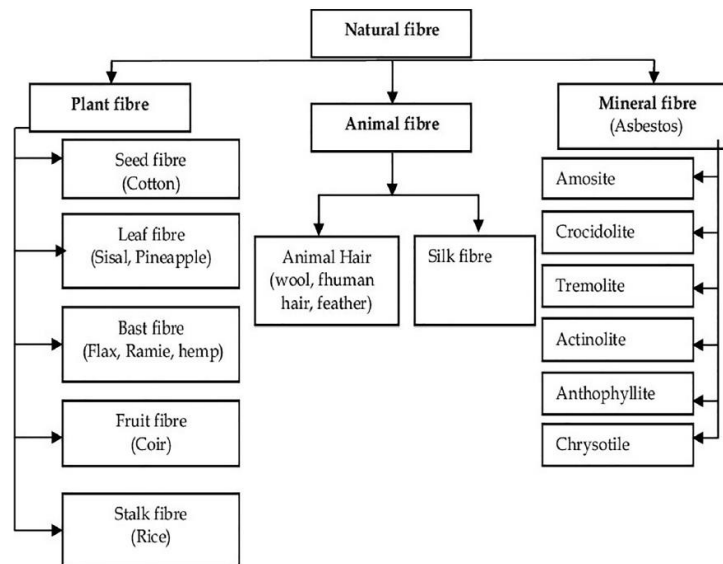 Natural fibre
Plant fibre
Animal fibre
Mineral fibre
(Asbestos)
Seed fibre
(Cotton)
Leaf fibre
(Sisal, Pineapple)
Bast fibre
(Flax, Ramie, hemp)
Fruit fibre
(Coir)
Stalk fibre
(Rice)
Animal Hair
(wool, fhuman
hair, feather)
Silk fibre
Amosite
Crocidolite
Tremolite
Actinolite
Anthophyllite
Chrysotile